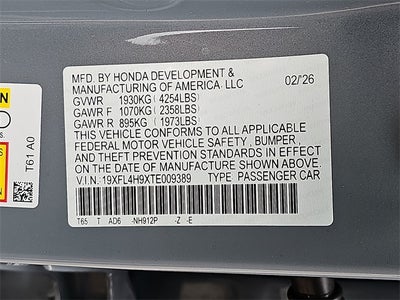 MFD. BY HONDA DEVELOPMENT &
MANUFACTURING OF AMERICA, LLC 02/26
GVWR 1930KG (4254LBS)
GAWR F 1070KG (2358LBS)
GAWR R 895KG (1973LBS)
THIS VEHICLE CONFORMS TO ALL APPLICABLE
FEDERAL MOTOR VEHICLE SAFETY, BUMPER,
AND THEFT PREVENTION STANDARDS IN EFFECT
ON THE DATE OF MANUFACTURE SHOWN ABOVE.
V.I.N. 19XFL4H9XTE009389 TYPE PASSENGER CAR
T65 T AD6 -NH912P -Z -E
T61 A0